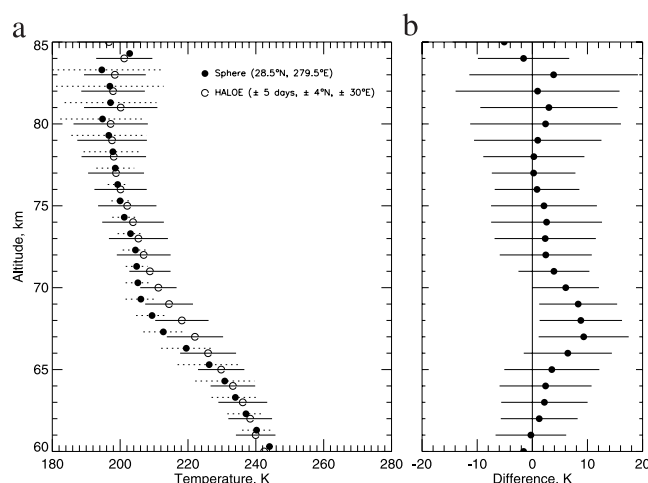 a
b
85
80
75
70
65
60
Altitude, km
Sphere (28.5°N, 279.5°E)
HALOE (± 5 days, ± 4°N, ± 30°E)
180 200 220 240 260 280
Temperature, K
-20 -10 0 10 20
Difference, K